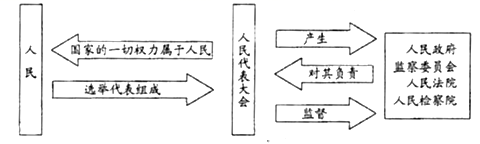 人民
国家的一切权力属于人民
选举代表组成
人民代表大会
产生
对其负责
监督
人民政府
监察委员会
人民法院
人民检察院